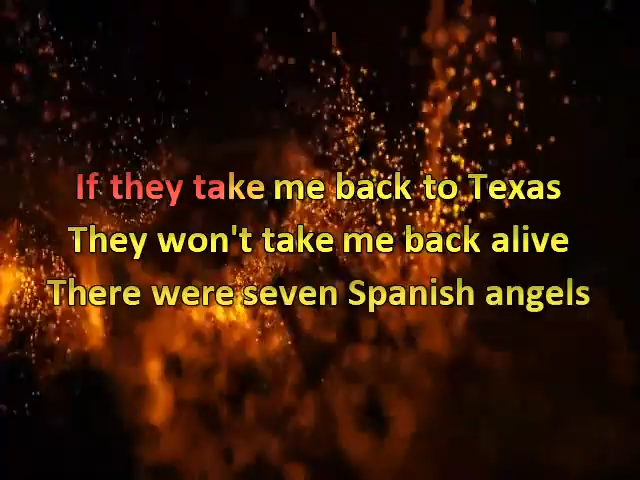 If they take me back to Texas
They won't take me back alive
There were seven Spanish angels